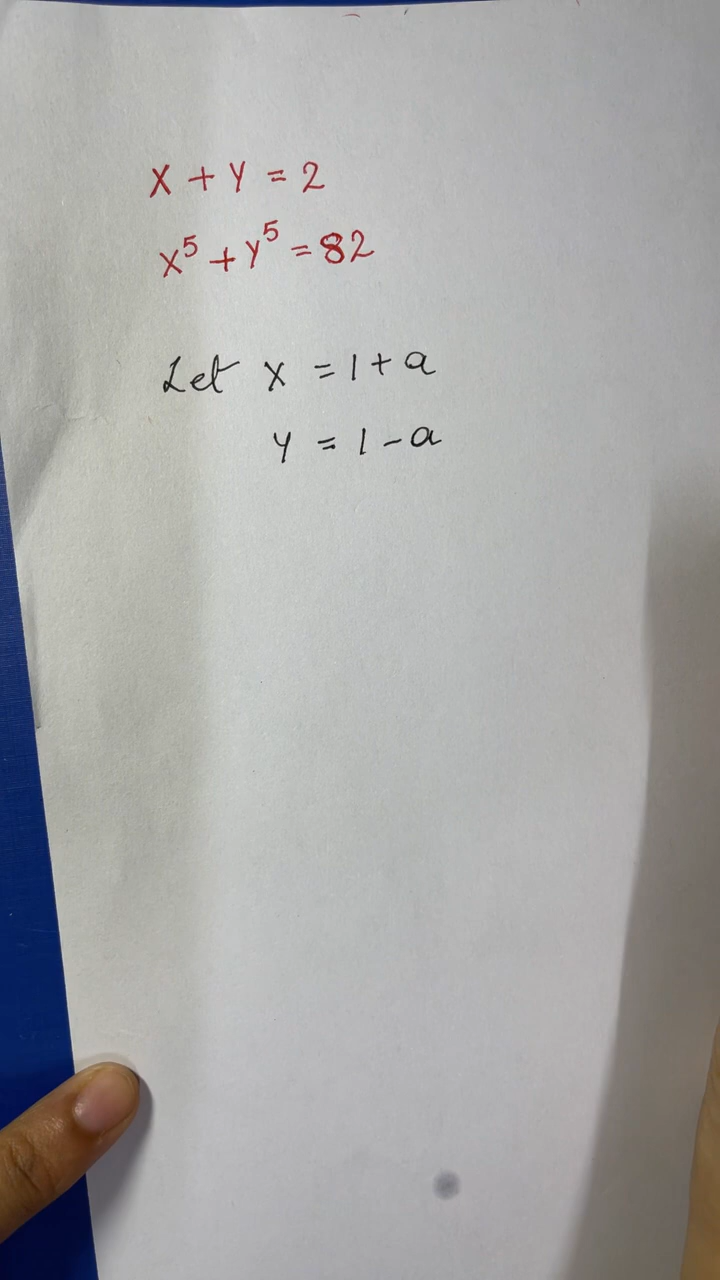 x + y = 2
x⁵ + y⁵ = 82
Let x = 1 + a
y = 1 - a